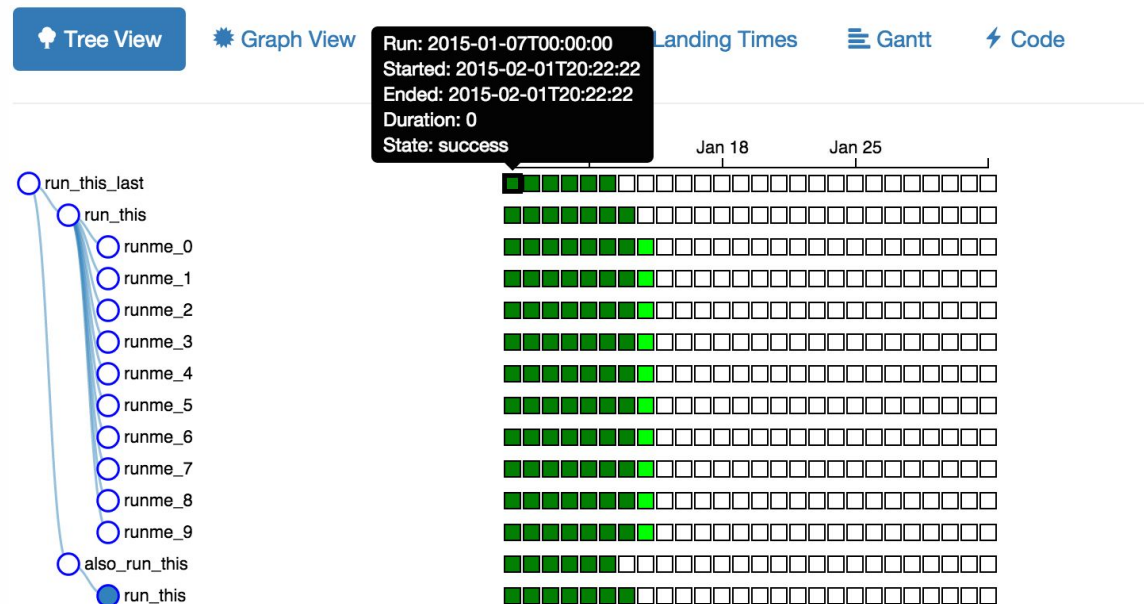 Tree View
Graph View
Landing Times
Gantt
Code
Run: 2015-01-07T00:00:00
Started: 2015-02-01T20:22:22
Ended: 2015-02-01T20:22:22
Duration: 0
State: success
Jan 18
Jan 25
run_this_last
run_this
runme_0
runme_1
runme_2
runme_3
runme_4
runme_5
runme_6
runme_7
runme_8
runme_9
also_run_this
run_this